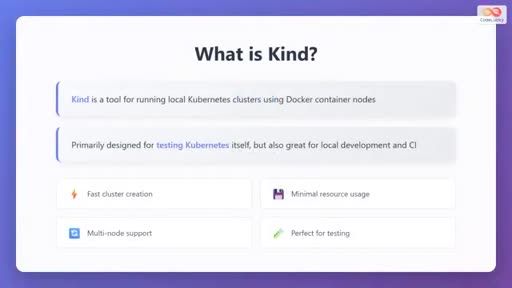 What is Kind?
Kind is a tool for running local Kubernetes clusters using Docker container nodes
Primarily designed for testing Kubernetes itself, but also great for local development and CI
Fast cluster creation
Minimal resource usage
Multi-node support
Perfect for testing